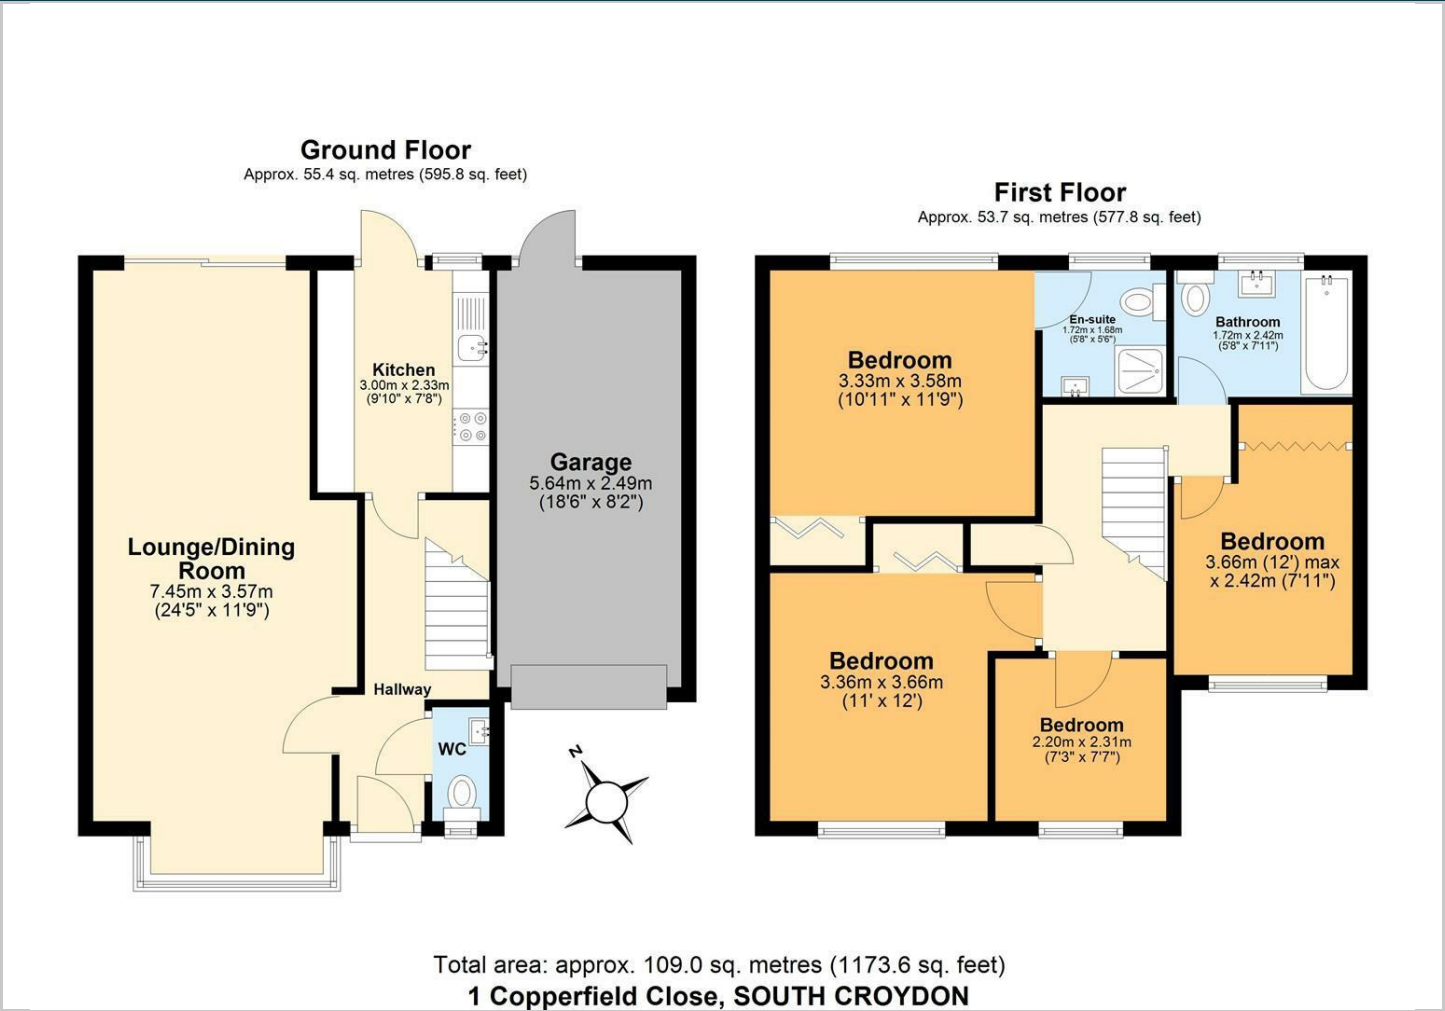 Ground Floor
Approx. 55.4 sq. metres (595.8 sq. feet)
Kitchen
3.00m x 2.33m
(9'10" x 7'8")
Garage
5.64m x 2.49m
(18'6" x 8'2")
Lounge/Dining
Room
7.45m x 3.57m
(24'5" x 11'9")
Hallway
WC
N
First Floor
Approx. 53.7 sq. metres (577.8 sq. feet)
En-suite
1.72m x 1.68m
(5'8" x 5'6")
Bathroom
1.72m x 2.42m
(5'8" x 7'11")
Bedroom
3.33m x 3.58m
(10'11" x 11'9")
Bedroom
3.66m (12') max
x 2.42m (7'11")
Bedroom
3.36m x 3.66m
(11' x 12')
Bedroom
2.20m x 2.31m
(7'3" x 7'7")
Total area: approx. 109.0 sq. metres (1173.6 sq. feet)
1 Copperfield Close, SOUTH CROYDON